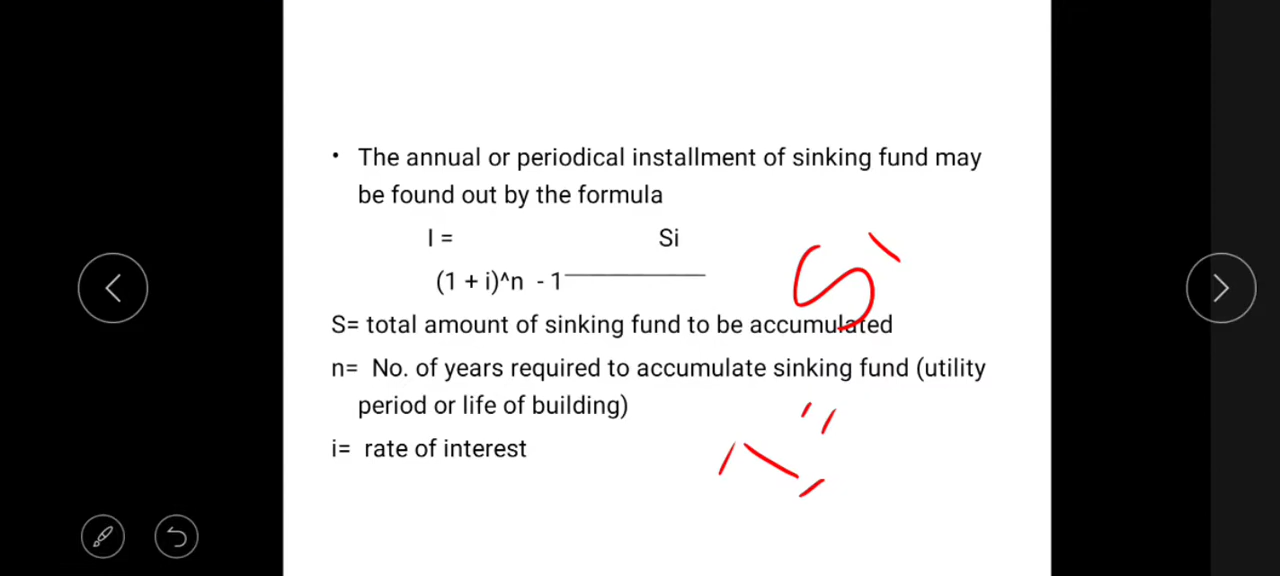 • The annual or periodical installment of sinking fund may
be found out by the formula
I = Si
(1 + i)^n - 1
S= total amount of sinking fund to be accumulated
Si
n= No. of years required to accumulate sinking fund (utility
period or life of building)
i= rate of interest